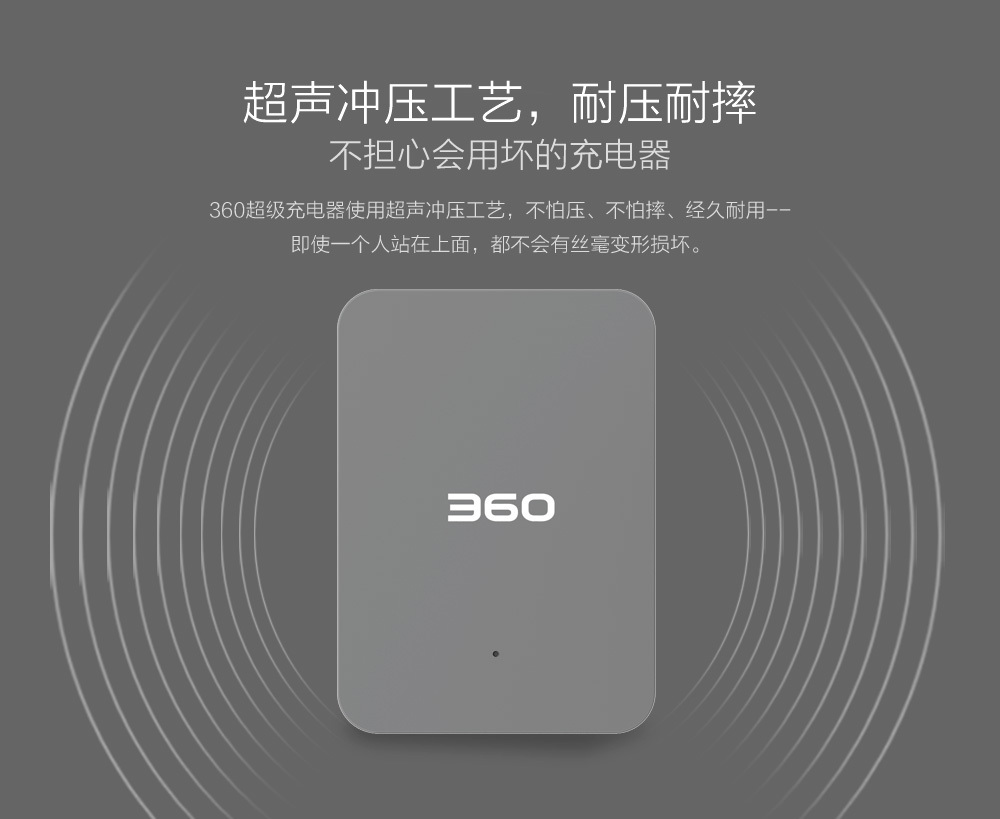 超声冲压工艺，耐压耐摔
不担心会用坏的充电器
360超级充电器使用超声冲压工艺，不怕压、不怕摔、经久耐用--
即使一个人站在上面，都不会有丝毫变形损坏。
360